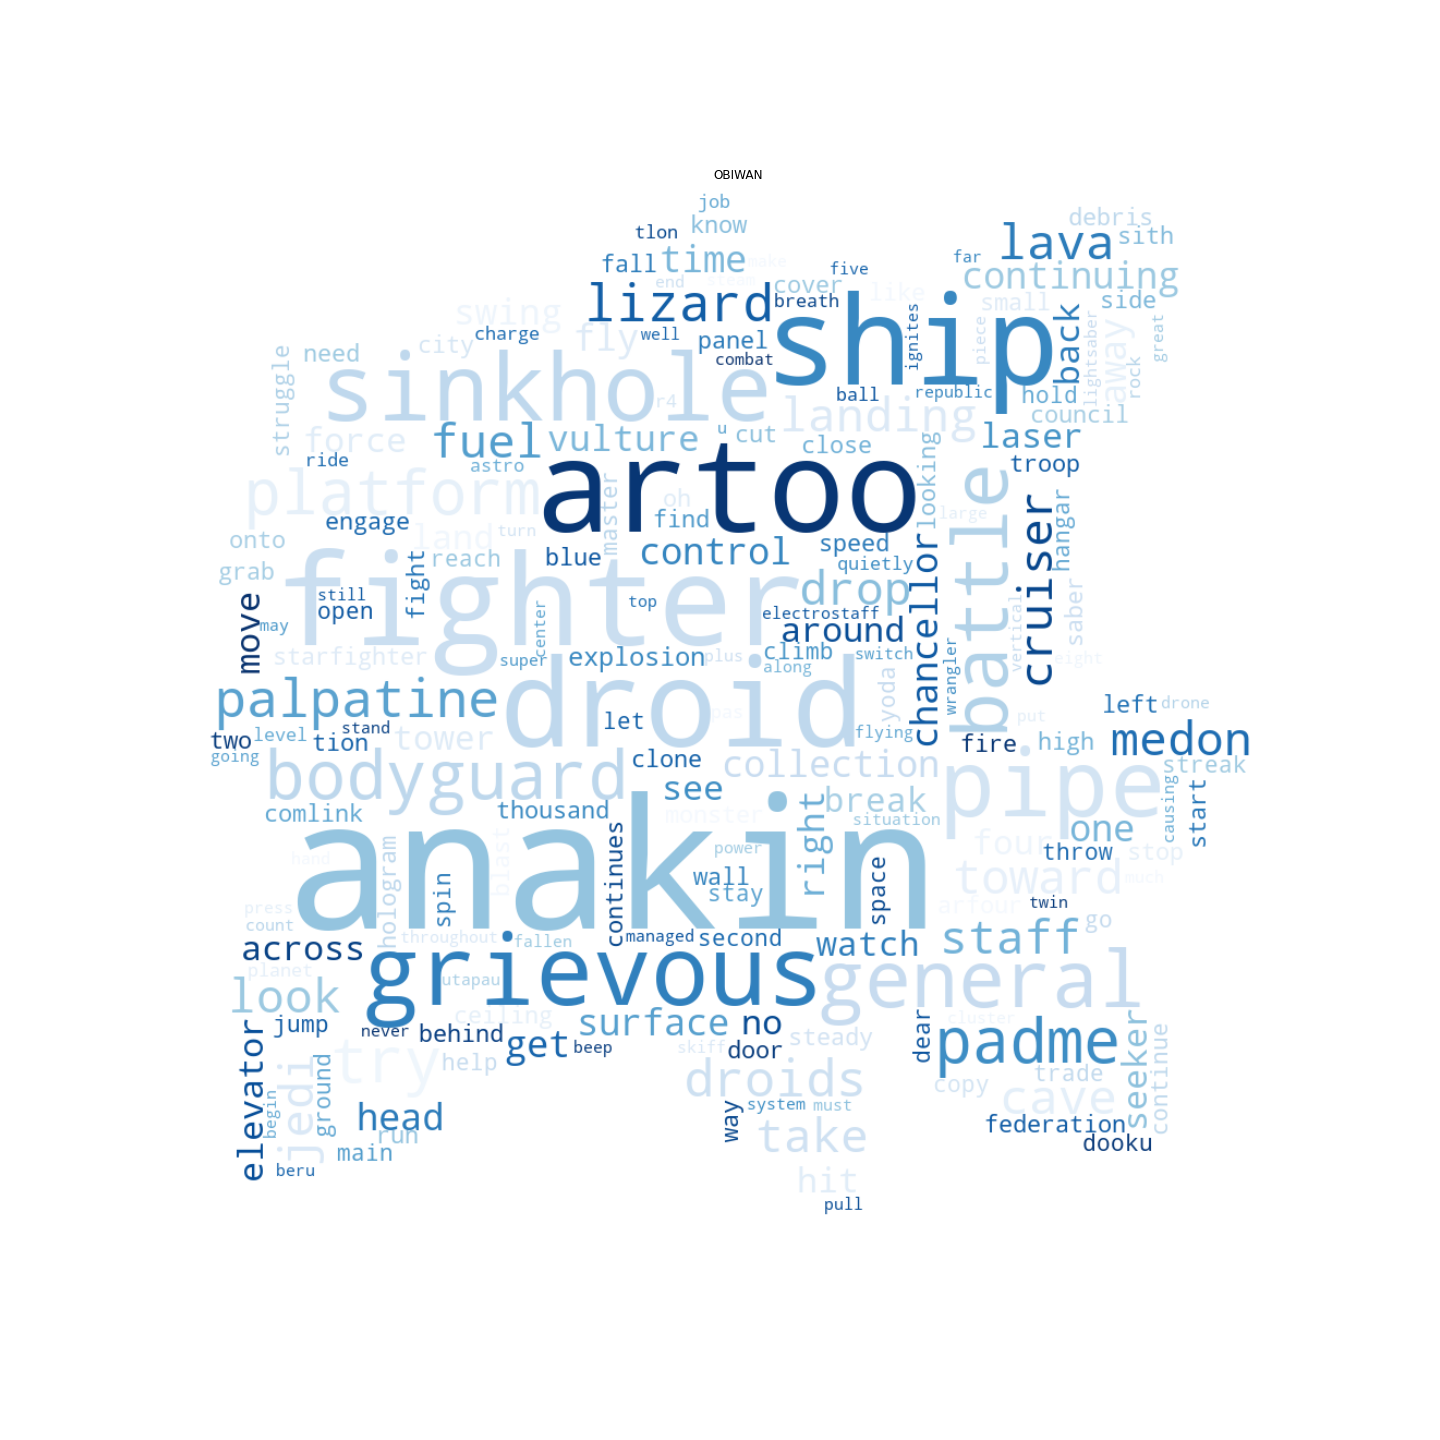 OBIWAN
job
know
debris
tlon
lava
sith
time
fall
make
far
five
continuing
end
steam
cover
like
lizard
breath
small
side
swing
ship
back
ignites
piece
lightsaber
away
great
charge
city
fly
well
panel
combat
need
struggle
rock
sinkhole
r4
ball
republic
hold
landing
council
force
fuel
vulture
u
cut
close
looking
laser
ride
astro
troop
platform
artoo
battle
master
oh
find
large
cruiser
hangar
engage
land
turn
onto
reach
blue
control
speed
chancellor
grab
fight
quietly
drop
fighter
move
still
open
top
electrostaff
saber
may
center
around
vertical
starfighter
super
explosion
plus
climb
switch
along
wrangler
eight
palpatine
droid
yoda
left
drone
let
pas
put
two
level
stand
tion
tower
flying
fire
high
medon
going
clone
collection
streak
bodyguard
see
pipe
comlink
thousand
monster
right
break
situation
causing
start
one
anakin
blast
continues
power
four
throw
stop
hand
hologram
spin
wall
stay
space
toward
much
press
count
arfour
twin
go
across
throughout
fallen
managed
second
watch
staff
planet
grievous
utapau
general
look
ceiling
cluster
jump
never
behind
get
beep
surface
no
door
steady
dear
padme
seeker
continue
elevator
try
help
skiff
jedi
ground
begin
droids
copy
trade
cave
head
run
way
system
must
federation
main
take
dooku
beru
hit
pull